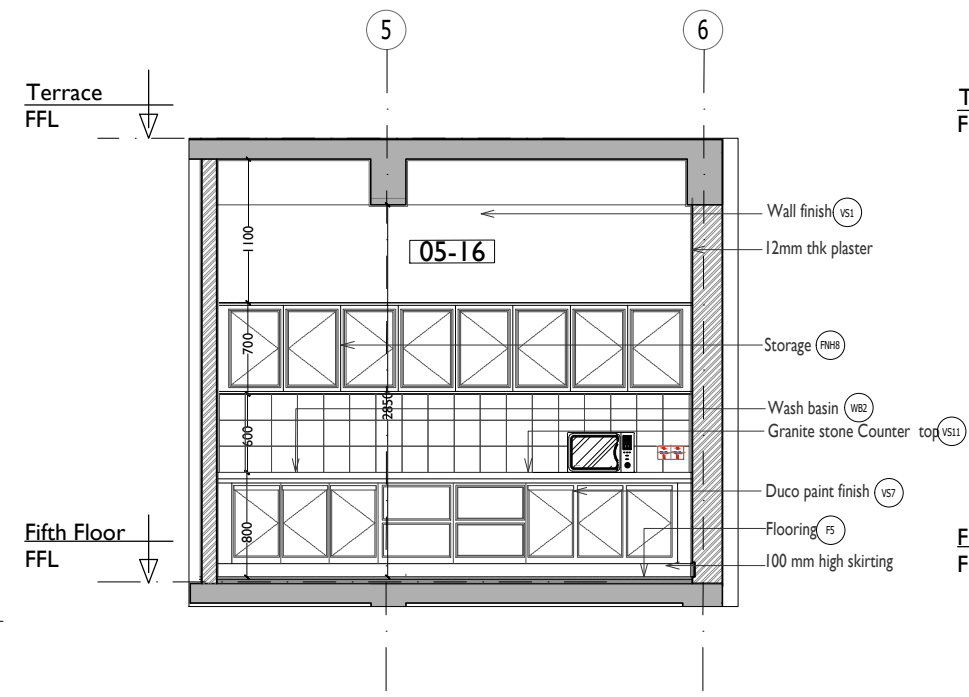 5
6
Terrace
FFL
T
F
Wall finish VS1
12mm thk plaster
05-16
1100
Storage FNH8
700
2850
Wash basin WB2
Granite stone Counter top VS11
600
Duco paint finish VS7
800
Fifth Floor
FFL
Flooring F5
100 mm high skirting
F
F